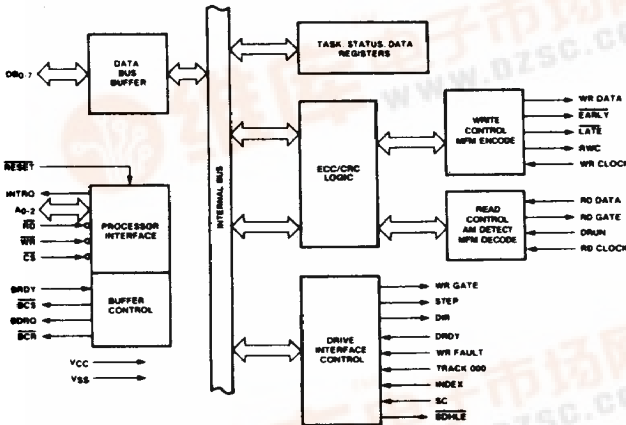 DATA
BUS
BUFFER
DB0-7
TASK, STATUS, DATA
REGISTERS
INTERNAL BUS
ECC/CRC
LOGIC
WRITE
CONTROL
MFM ENCODE
WR DATA
EARLY
LATE
RWC
WR CLOCK
READ
CONTROL
AM DETECT
MFM DECODE
RD DATA
RD GATE
DRUN
RD CLOCK
RESET
INTRQ
A0-2
RD
WR
CS
PROCESSOR
INTERFACE
BRDY
BCS
BDRQ
BCR
BUFFER
CONTROL
VCC
VSS
DRIVE
INTERFACE
CONTROL
WR GATE
STEP
DIR
DRDY
WR FAULT
TRACK 000
INDEX
SC
SDHLE